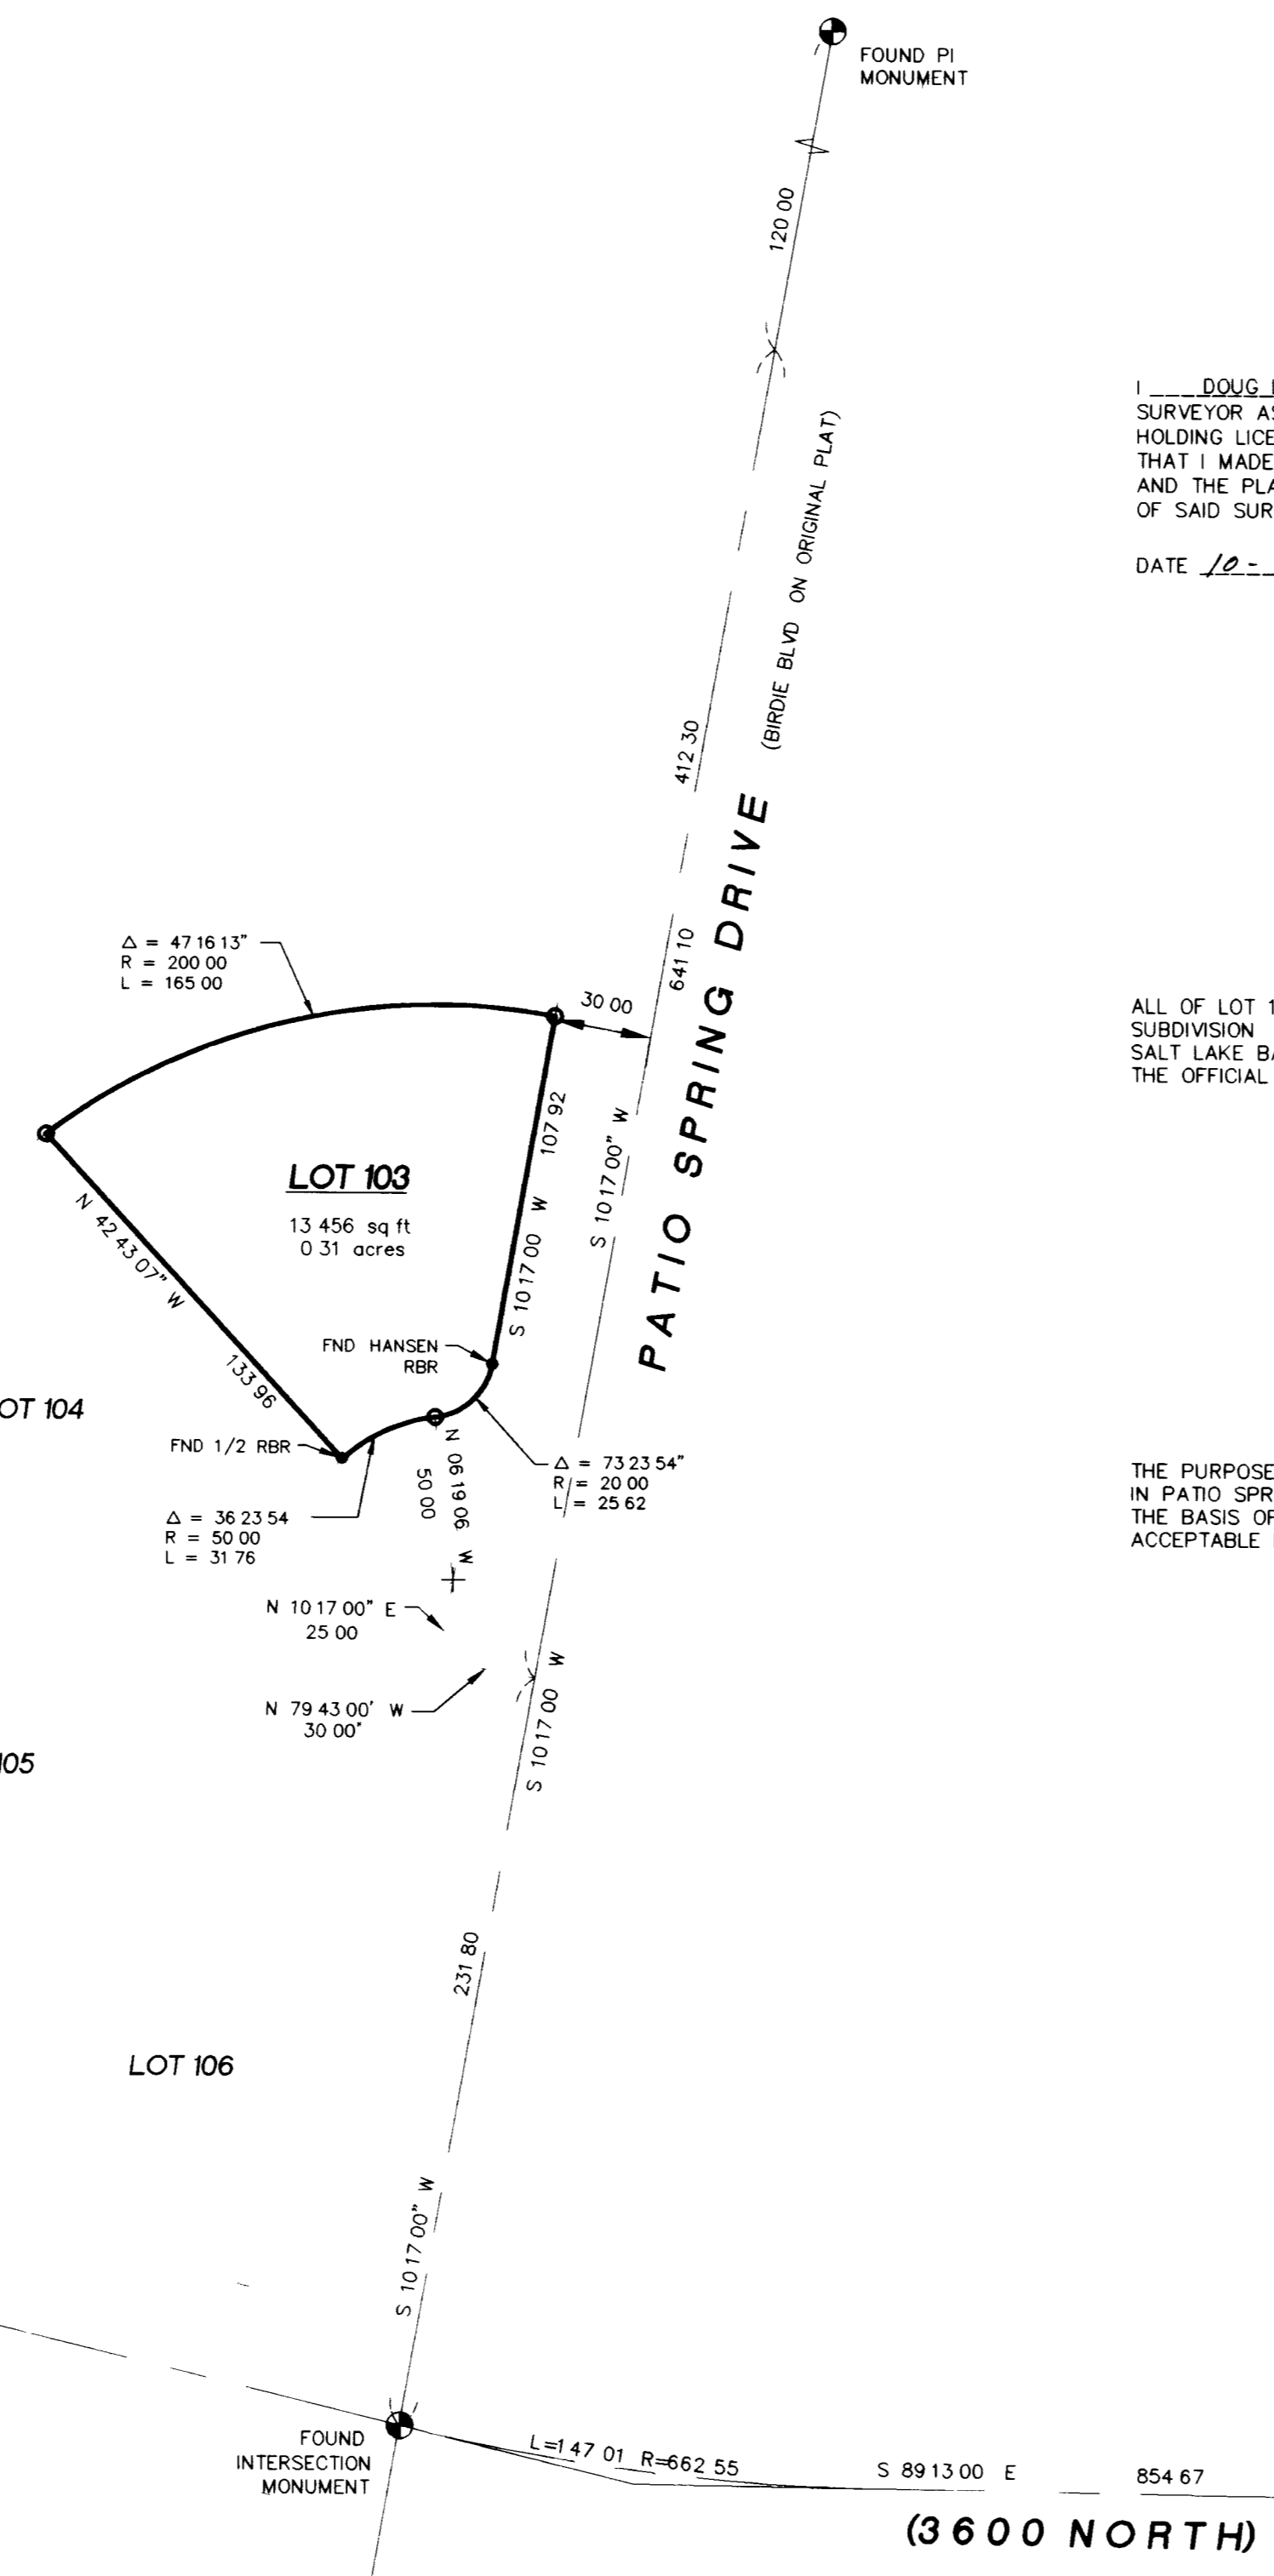 FOUND PI
MONUMENT
120 00
(BIRDIE BLVD ON ORIGINAL PLAT)
I DOUG
SURVEYOR AS
HOLDING LICE
THAT I MADE
AND THE PLA
OF SAID SUR
DATE 10-
412 30
PATIO SPRING DRIVE
641 10
Δ = 47 16 13"
R = 200 00
L = 165 00
30 00
ALL OF LOT 1
SUBDIVISION
SALT LAKE BA
THE OFFICIAL
107 92
S 10 17 00 W
S 10 17 00" W
LOT 103
13 456 sq ft
0 31 acres
N 42 43 07" W
133 96
FND HANSEN
RBR
OT 104
FND 1/2 RBR
N 06 19 06 W
50 00
Δ = 73 23 54"
R = 20 00
L = 25 62
Δ = 36 23 54
R = 50 00
L = 31 76
THE PURPOSE
IN PATIO SPR
THE BASIS OF
ACCEPTABLE
N 10 17 00" E
25 00
N 79 43 00' W
30 00"
S 10 17 00 W
105
231 80
LOT 106
S 10 17 00" W
FOUND
INTERSECTION
MONUMENT
L=147 01 R=662 55
S 89 13 00 E
854 67
(3600 NORTH)